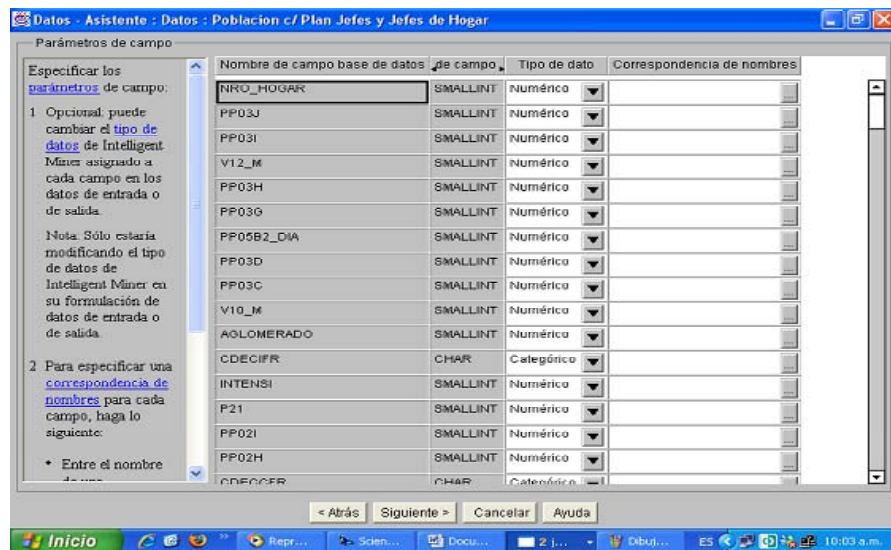 Datos - Asistente : Datos : Poblacion c/ Plan Jefes y Jefes de Hogar
Parámetros de campo
Especificar los
parámetros de campo:
1 Opcional: puede
cambiar el tipo de
datos de Intelligent
Miner asignado a
cada campo en los
datos de entrada o
de salida.
Nota: Sólo estaría
modificando el tipo
de datos de
Intelligent Miner en
su formulación de
datos de entrada o
de salida.
2 Para especificar una
correspondencia de
nombres para cada
campo, haga lo
siguiente:
• Entre el nombre
de una
Nombre de campo base de datos de campo Tipo de dato Correspondencia de nombres
NRO_HOGAR SMALLINT Numérico ...
PP03J SMALLINT Numérico ...
PP03I SMALLINT Numérico ...
V12_M SMALLINT Numérico ...
PP03H SMALLINT Numérico ...
PP03G SMALLINT Numérico ...
PP05B2_DIA SMALLINT Numérico ...
PP03D SMALLINT Numérico ...
PP03C SMALLINT Numérico ...
V10_M SMALLINT Numérico ...
AGLOMERADO SMALLINT Numérico ...
CDECIFR CHAR Categórico ...
INTENSI SMALLINT Numérico ...
P21 SMALLINT Numérico ...
PP02I SMALLINT Numérico ...
PP02H SMALLINT Numérico ...
CHAR Categórico
< Atrás Siguiente > Cancelar Ayuda
Inicio » Repr... Scien... Docu... 2 j... Dibuj... ES 10:03 a.m.